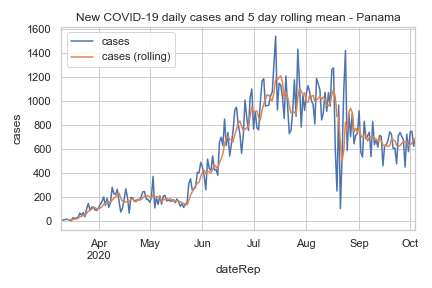 New COVID-19 daily cases and 5 day rolling mean - Panama
cases
cases (rolling)
1600
1400
1200
1000
800
600
400
200
0
cases
Apr
2020
May
Jun
Jul
Aug
Sep
Oct
dateRep